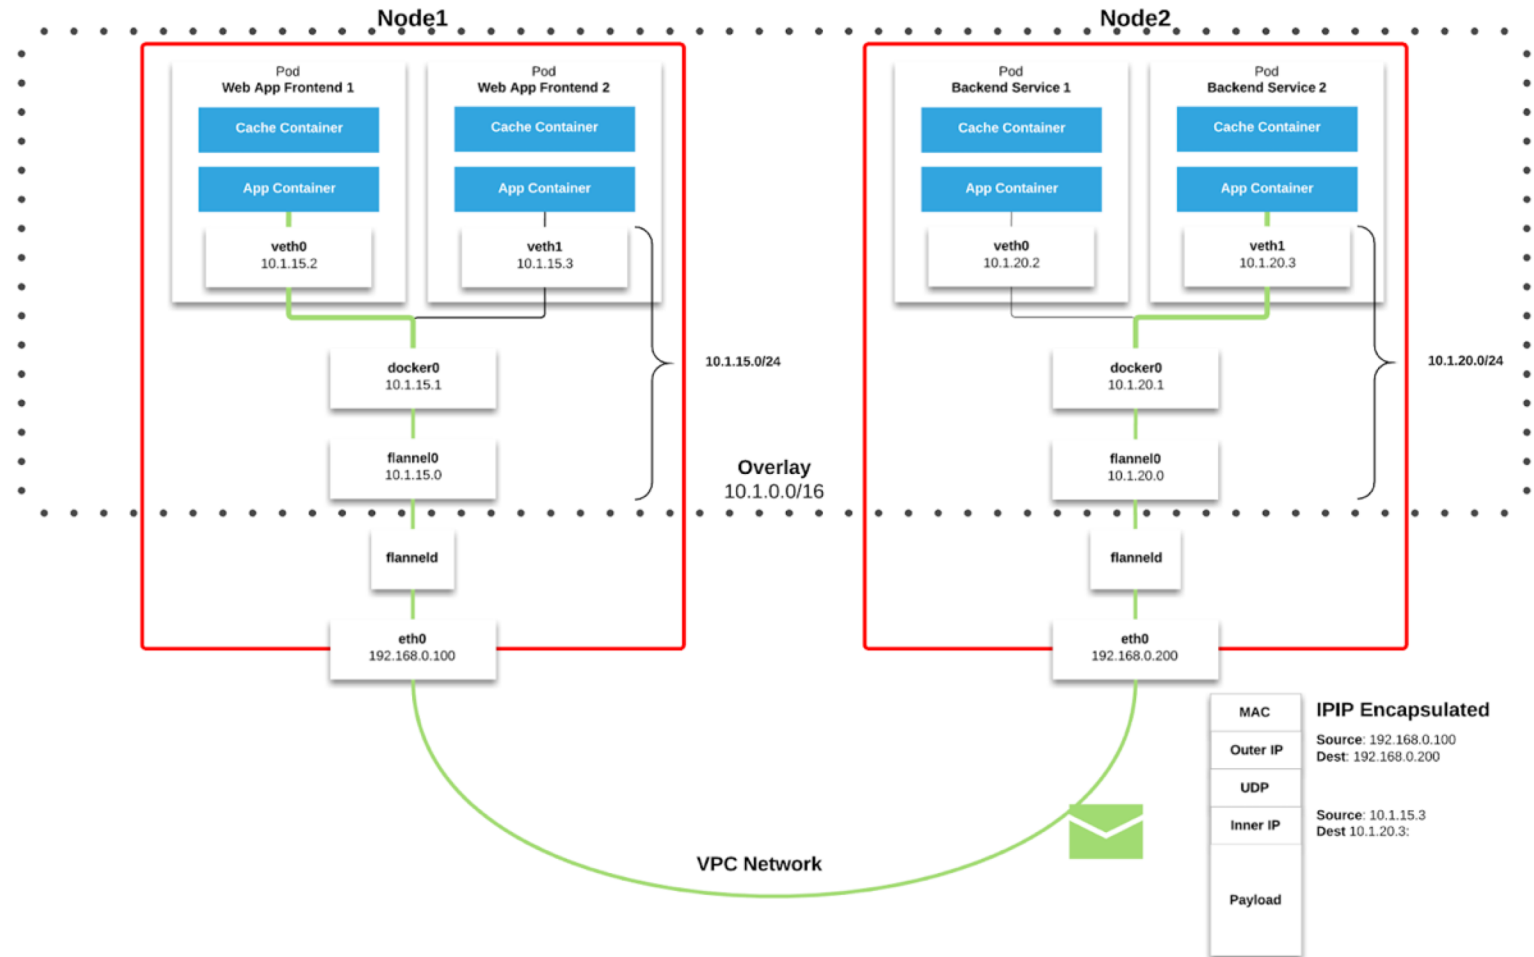 Node1
Node2
Pod
Web App Frontend 1
Cache Container
App Container
veth0
10.1.15.2
Pod
Web App Frontend 2
Cache Container
App Container
veth1
10.1.15.3
docker0
10.1.15.1
flannel0
10.1.15.0
10.1.15.0/24
flanneld
eth0
192.168.0.100
Overlay
10.1.0.0/16
Pod
Backend Service 1
Cache Container
App Container
veth0
10.1.20.2
Pod
Backend Service 2
Cache Container
App Container
veth1
10.1.20.3
docker0
10.1.20.1
flannel0
10.1.20.0
10.1.20.0/24
flanneld
eth0
192.168.0.200
VPC Network
MAC
Outer IP
UDP
Inner IP
Payload
IPIP Encapsulated
Source: 192.168.0.100
Dest: 192.168.0.200
Source: 10.1.15.3
Dest 10.1.20.3: